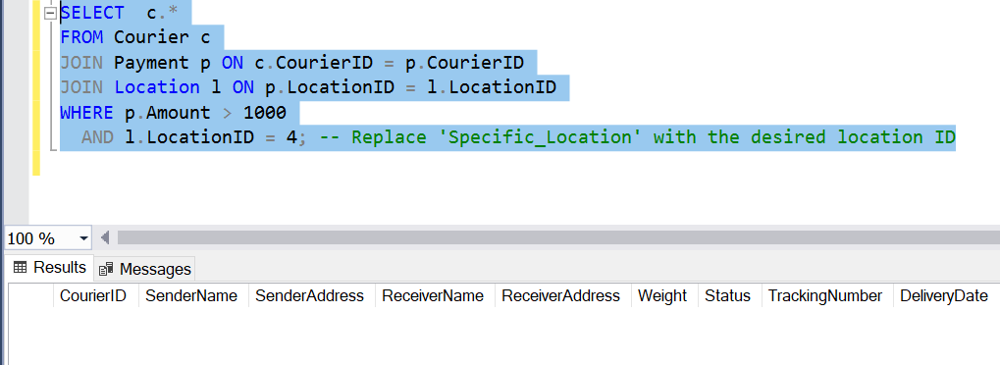 SELECT  c.*
FROM Courier c
JOIN Payment p ON c.CourierID = p.CourierID
JOIN Location l ON p.LocationID = l.LocationID
WHERE p.Amount > 1000
  AND l.LocationID = 4; -- Replace 'Specific_Location' with the desired location ID
100 %
Results Messages
CourierID SenderName SenderAddress ReceiverName ReceiverAddress Weight Status TrackingNumber DeliveryDate